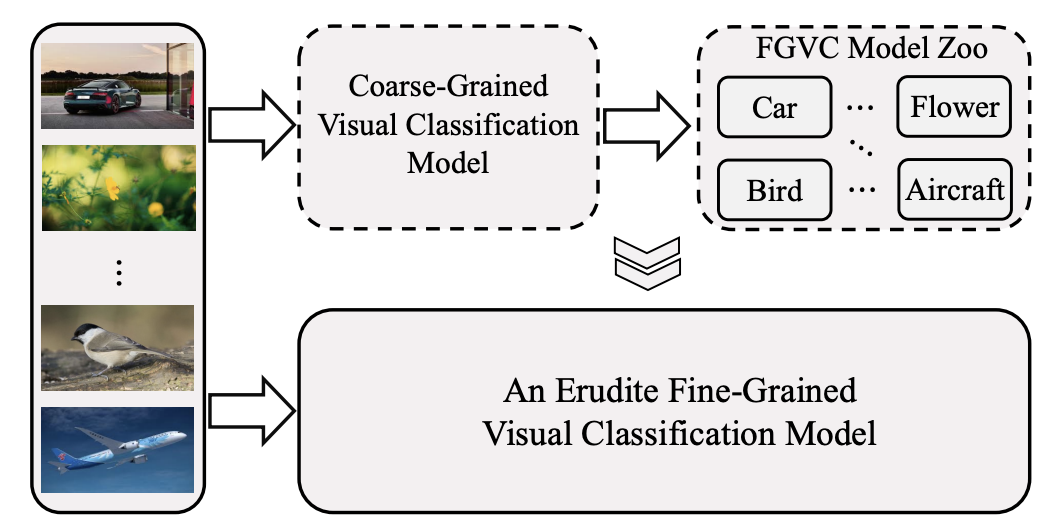 Coarse-Grained
Visual Classification
Model
FGVC Model Zoo
Car ... Flower
Bird ... Aircraft
An Erudite Fine-Grained
Visual Classification Model